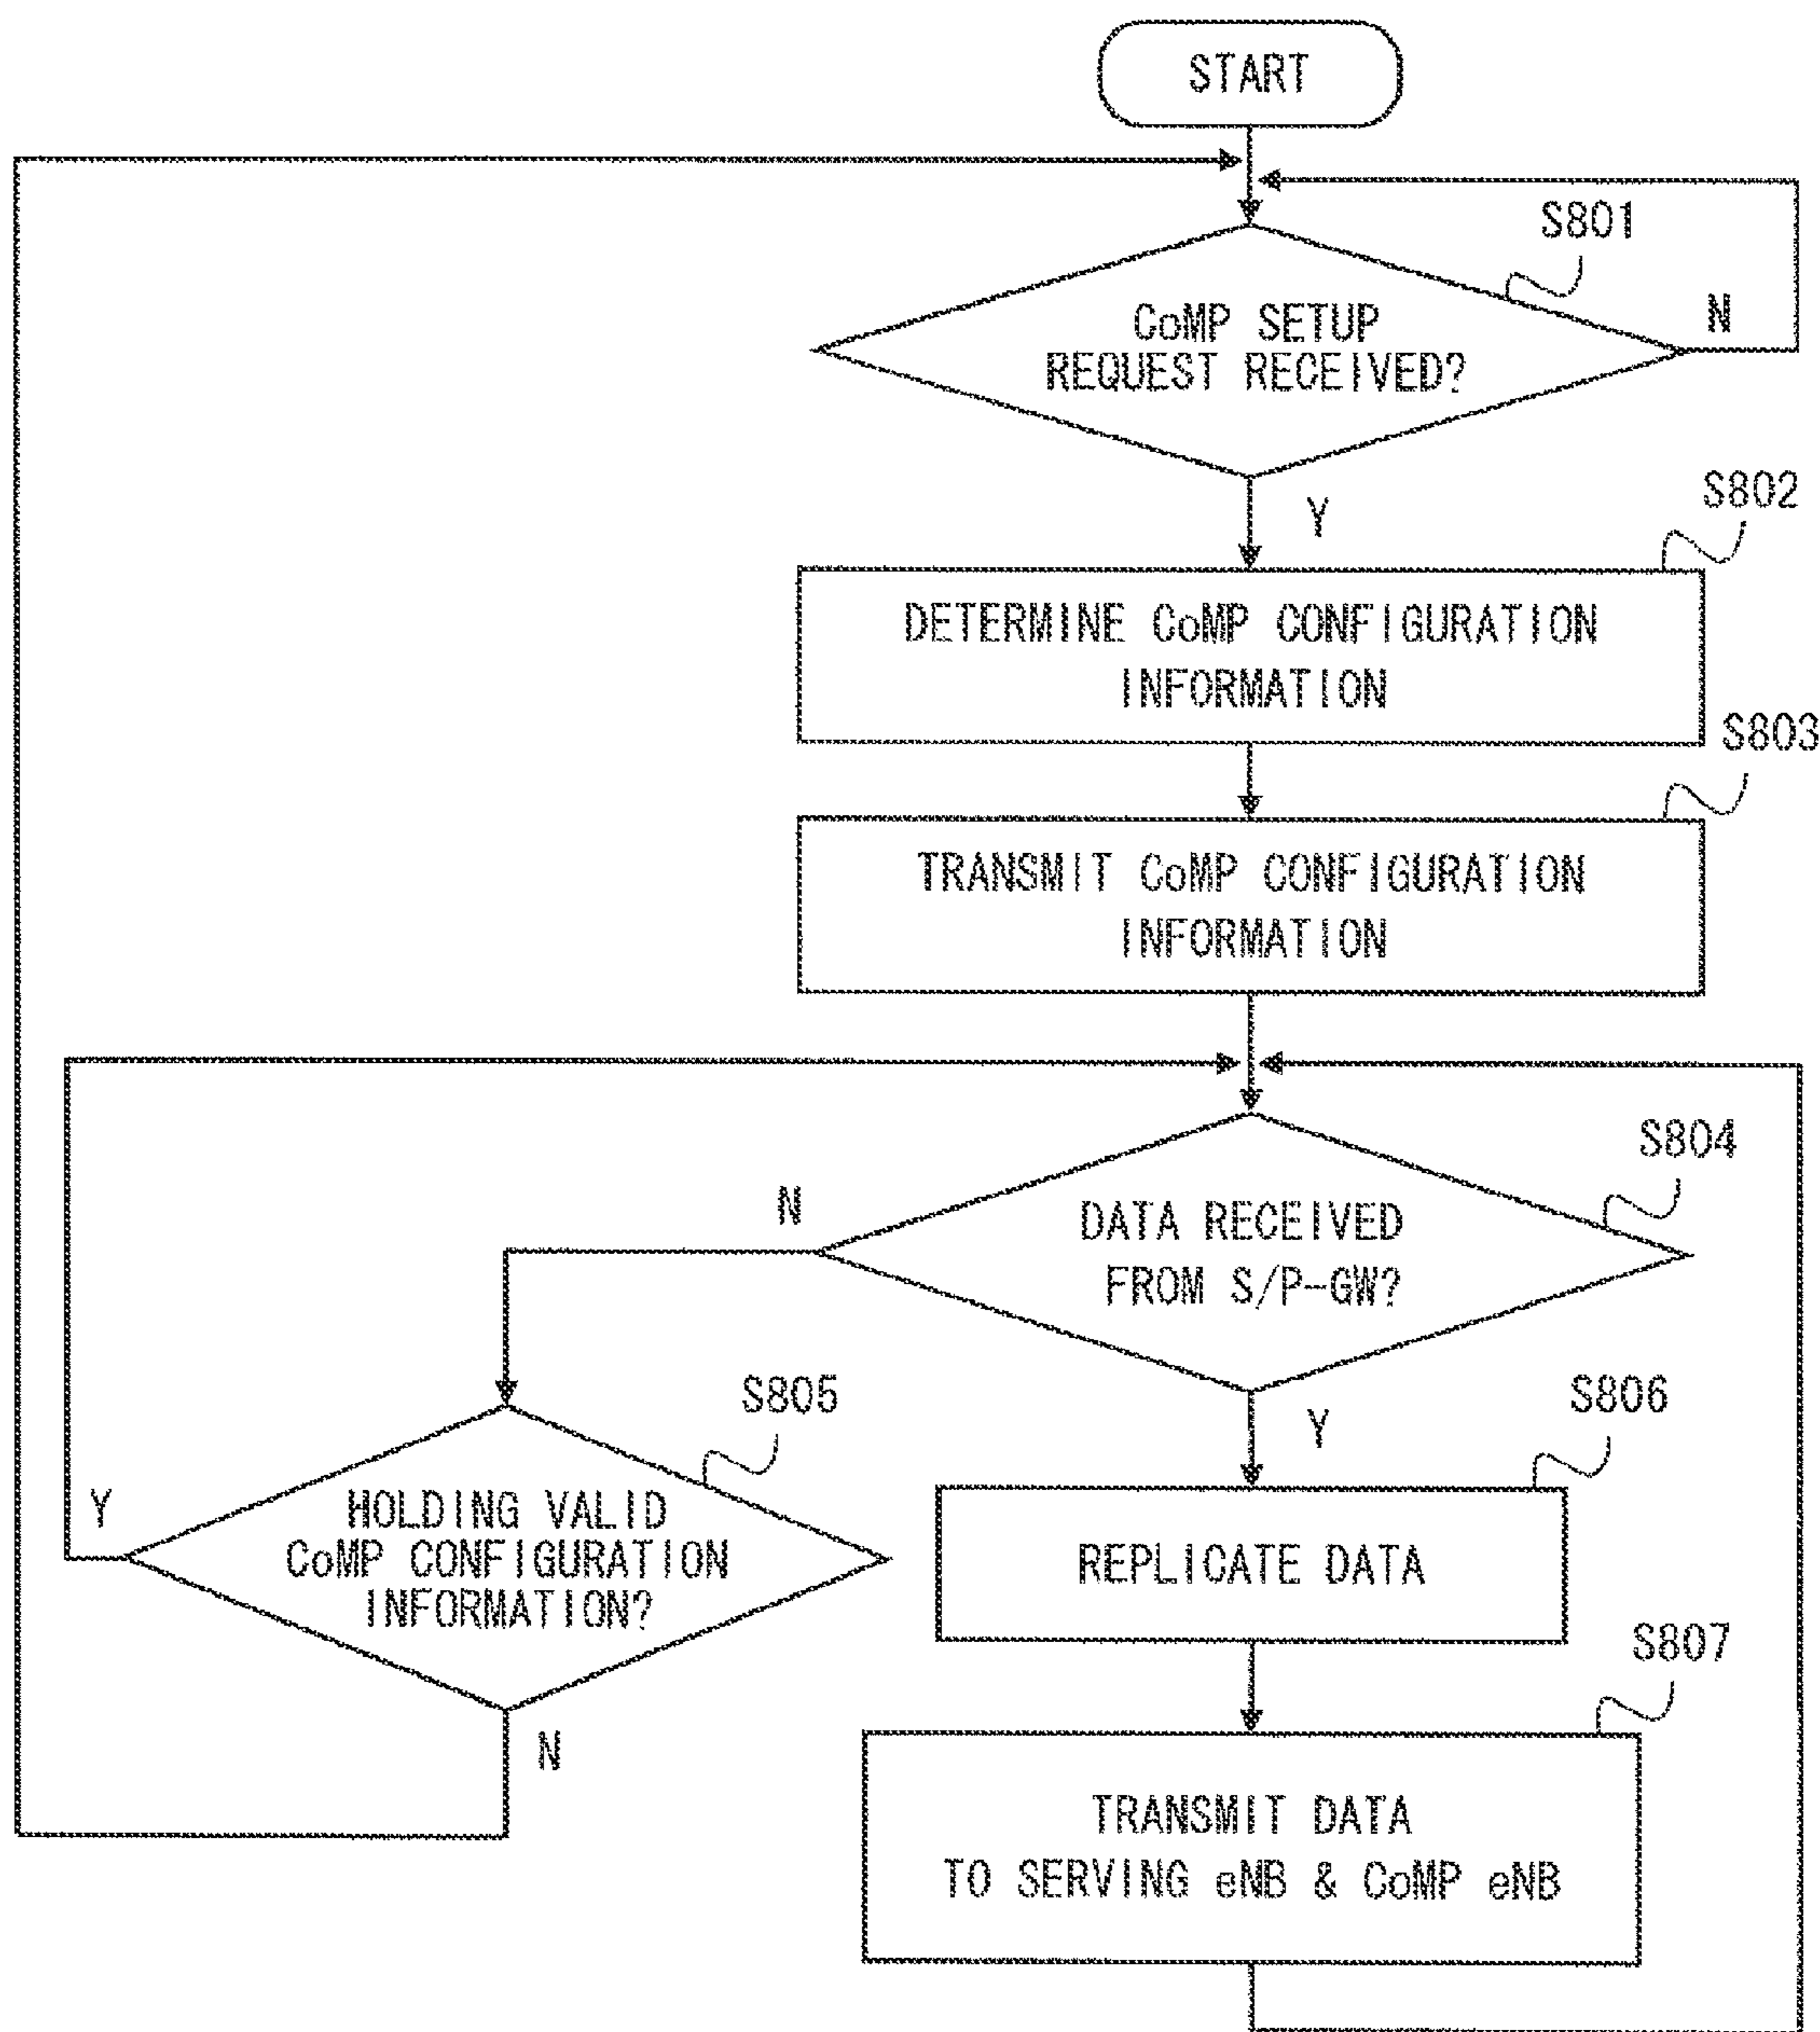 START
S801
CoMP SETUP
REQUEST RECEIVED?
N
Y
S802
DETERMINE CoMP CONFIGURATION
INFORMATION
S803
TRANSMIT CoMP CONFIGURATION
INFORMATION
S804
N
DATA RECEIVED
FROM S/P-GW?
S805
Y
S806
Y
HOLDING VALID
CoMP CONFIGURATION
INFORMATION?
REPLICATE DATA
S807
N
TRANSMIT DATA
TO SERVING eNB & CoMP eNB